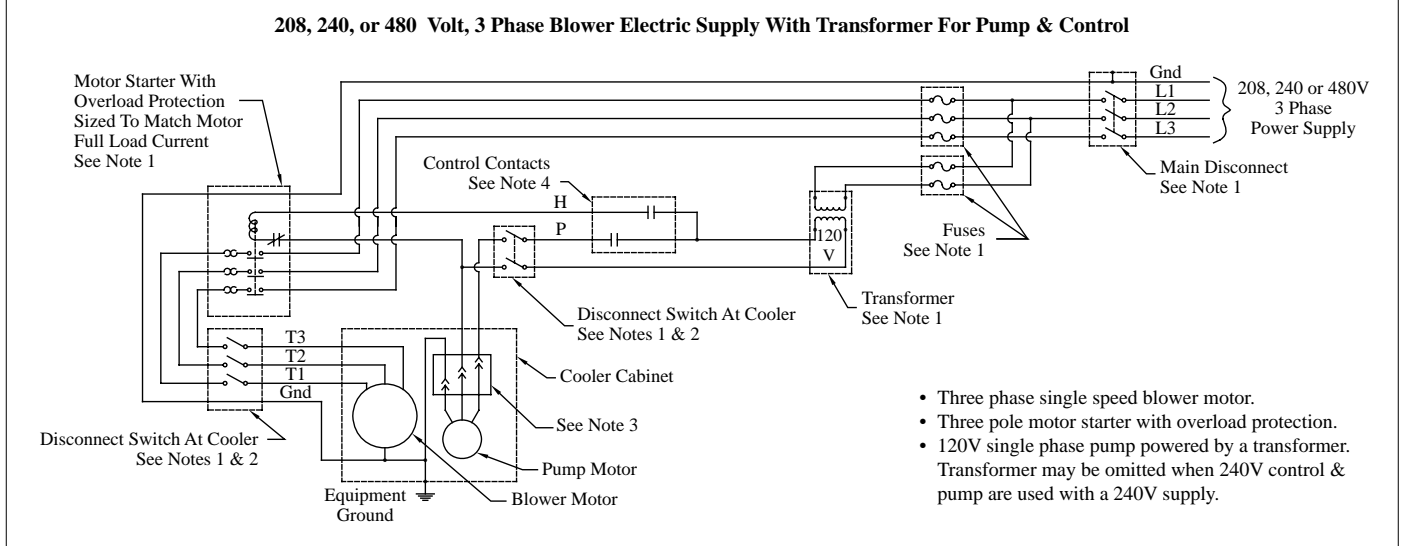 208, 240, or 480 Volt, 3 Phase Blower Electric Supply With Transformer For Pump & Control
Motor Starter With
Overload Protection
Sized To Match Motor
Full Load Current
See Note 1
Gnd
L1
L2
L3
208, 240 or 480V
3 Phase
Power Supply
Main Disconnect
See Note 1
Control Contacts
See Note 4
H
P
120
V
Fuses
See Note 1
Transformer
See Note 1
Disconnect Switch At Cooler
See Notes 1 & 2
T3
T2
T1
Gnd
Cooler Cabinet
See Note 3
Pump Motor
Blower Motor
Disconnect Switch At Cooler
See Notes 1 & 2
Equipment
Ground
• Three phase single speed blower motor.
• Three pole motor starter with overload protection.
• 120V single phase pump powered by a transformer.
Transformer may be omitted when 240V control &
pump are used with a 240V supply.